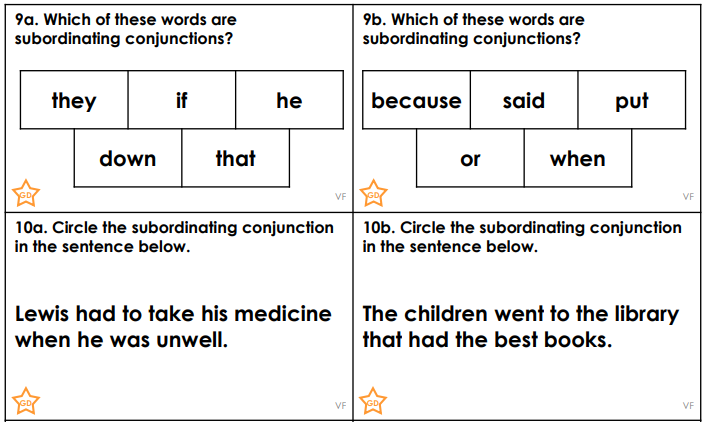 9a. Which of these words are
subordinating conjunctions?
they if he
down that
GD
VF
9b. Which of these words are
subordinating conjunctions?
because said put
or when
GD
VF
10a. Circle the subordinating conjunction
in the sentence below.
Lewis had to take his medicine
when he was unwell.
GD
VF
10b. Circle the subordinating conjunction
in the sentence below.
The children went to the library
that had the best books.
GD
VF